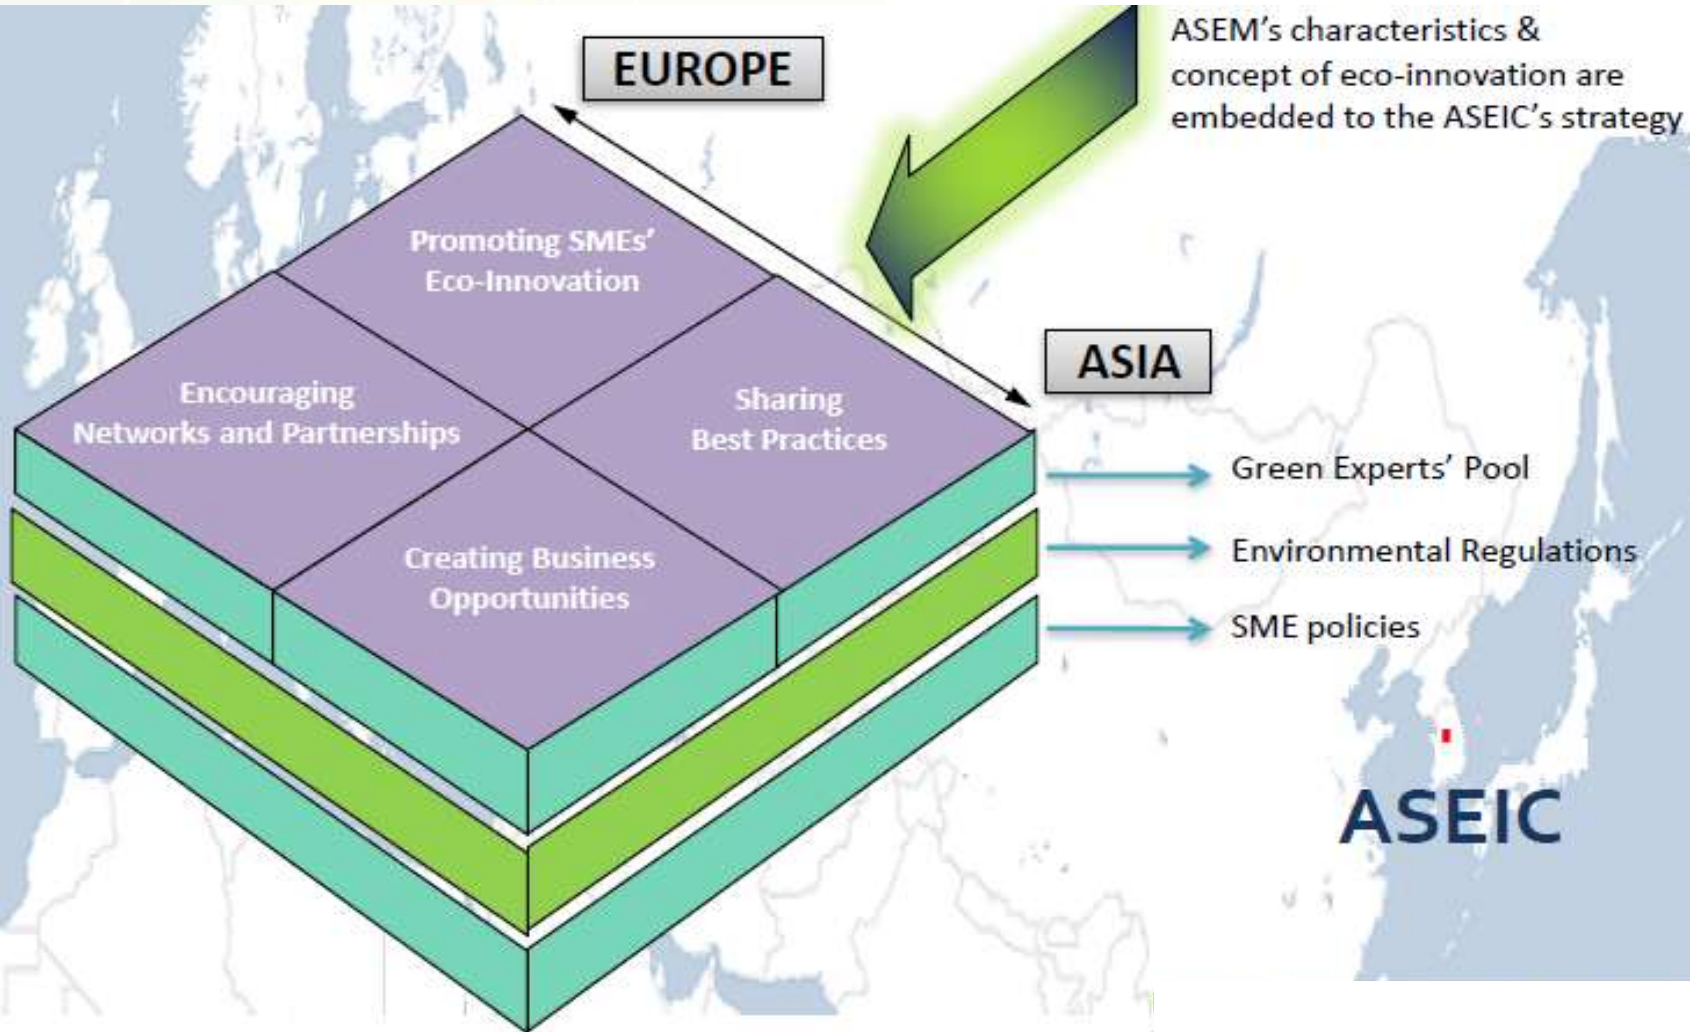 ASEM's characteristics &
concept of eco-innovation are
embedded to the ASEIC's strategy
EUROPE
Promoting SMEs'
Eco-Innovation
ASIA
Encouraging
Networks and Partnerships
Sharing
Best Practices
Green Experts' Pool
Environmental Regulations
Creating Business
Opportunities
SME policies
ASEIC